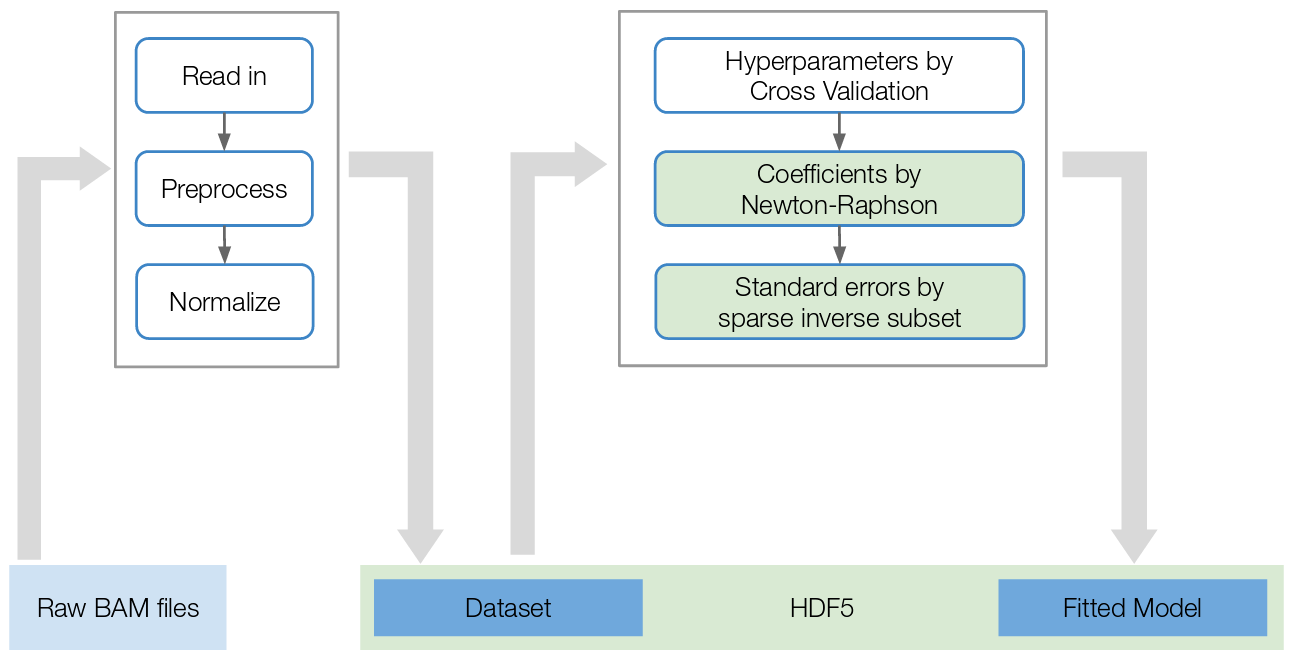 Read in
Preprocess
Normalize
Hyperparameters by
Cross Validation
Coefficients by
Newton-Raphson
Standard errors by
sparse inverse subset
Raw BAM files
Dataset
HDF5
Fitted Model